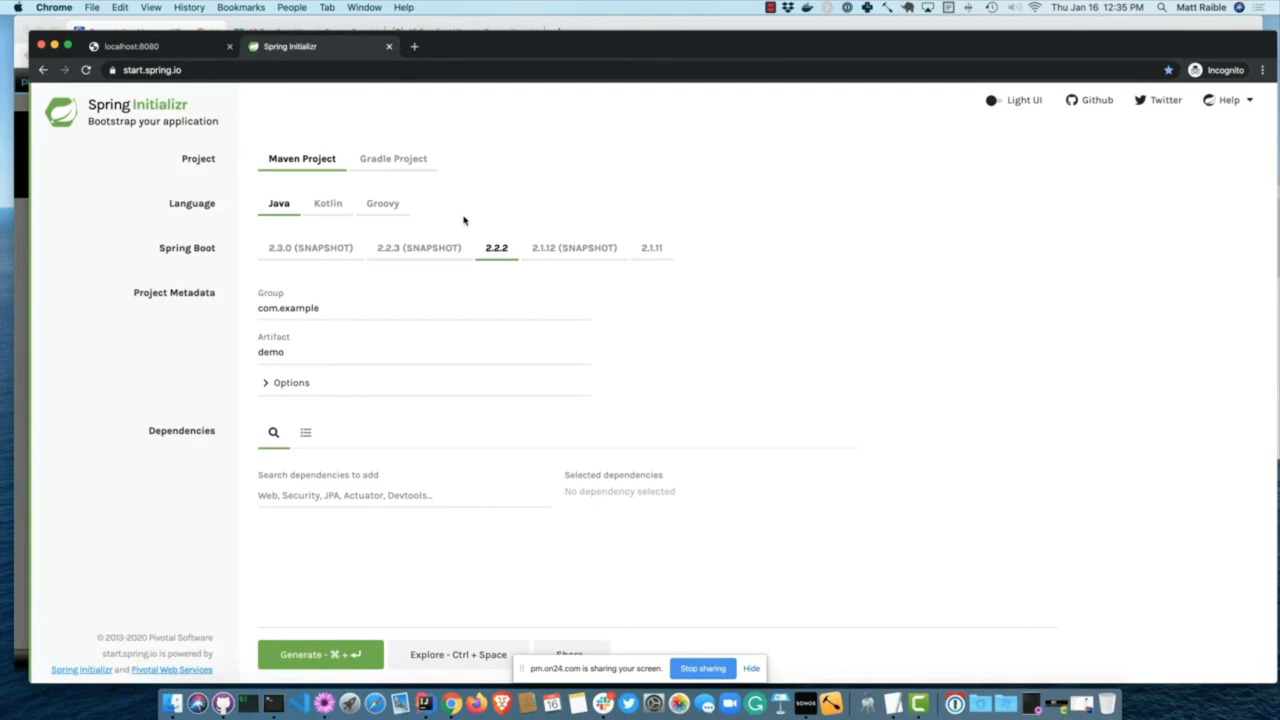 Chrome File Edit View History Bookmarks People Tab Window Help Thu Jan 16 12:35 PM Matt Raible
localhost:8080 Spring Initializr
start.spring.io Incognito
Spring Initializr
Bootstrap your application
Light UI Github Twitter Help
Project Maven Project Gradle Project
Language Java Kotlin Groovy
Spring Boot 2.3.0 (SNAPSHOT) 2.2.3 (SNAPSHOT) 2.2.2 2.1.12 (SNAPSHOT) 2.1.11
Project Metadata Group
com.example
Artifact
demo
Options
Dependencies
Search dependencies to add Selected dependencies
Web, Security, JPA, Actuator, Devtools... No dependency selected
© 2013-2020 Pivotal Software
start.spring.io is powered by
Spring Initializr and Pivotal Web Services
Generate - ⌘ + ↵ Explore - Ctrl + Space Share
pm.on24.com is sharing your screen. Stop sharing Hide
16 SONOS